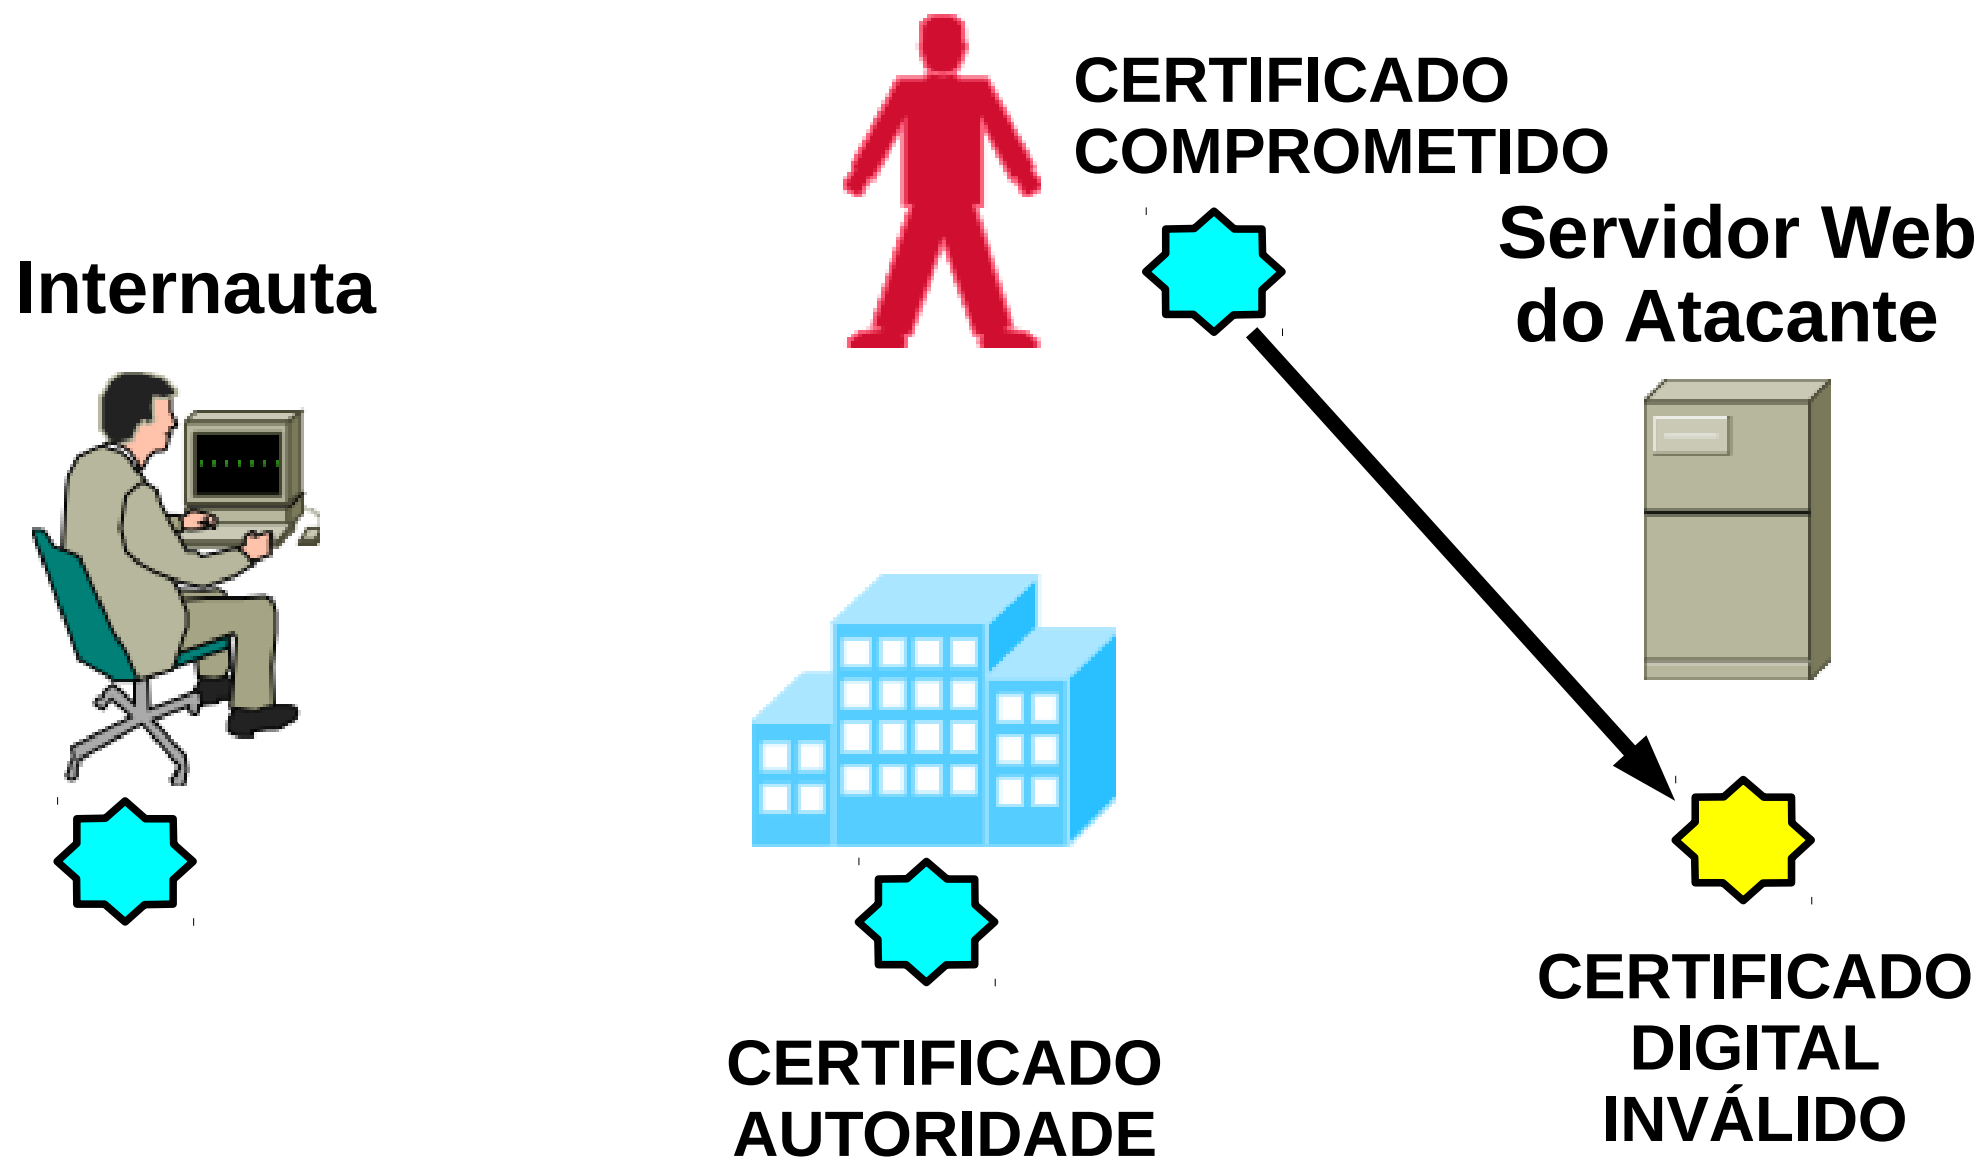 CERTIFICADO
COMPROMETIDO
Servidor Web
do Atacante
Internauta
CERTIFICADO
DIGITAL
INVÁLIDO
CERTIFICADO
AUTORIDADE